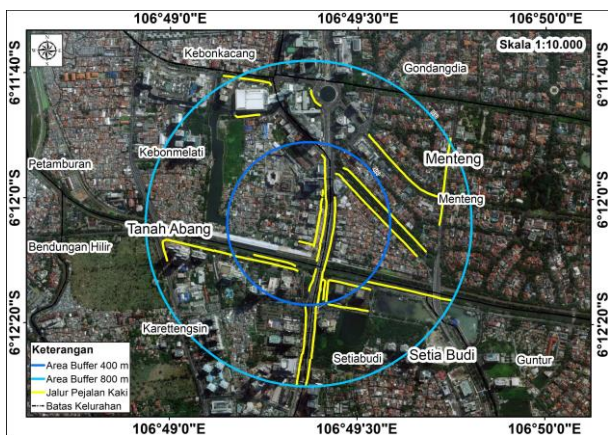 106°49'0"E
106°49'30"E
106°50'0"E
Skala 1:10.000
Kebonkacang
Gondangdia
6°11'40"S
6°11'40"S
Kebonmelati
Menteng
Petamburan
Menteng
6°12'0"S
6°12'0"S
Tanah Abang
Bendungan Hilir
6°12'20"S
6°12'20"S
Karettengsin
Setiabudi
Setia Budi
Guntur
Keterangan
Area Buffer 400 m
Area Buffer 800 m
Jalur Pejalan Kaki
Batas Kelurahan
106°49'0"E
106°49'30"E
106°50'0"E